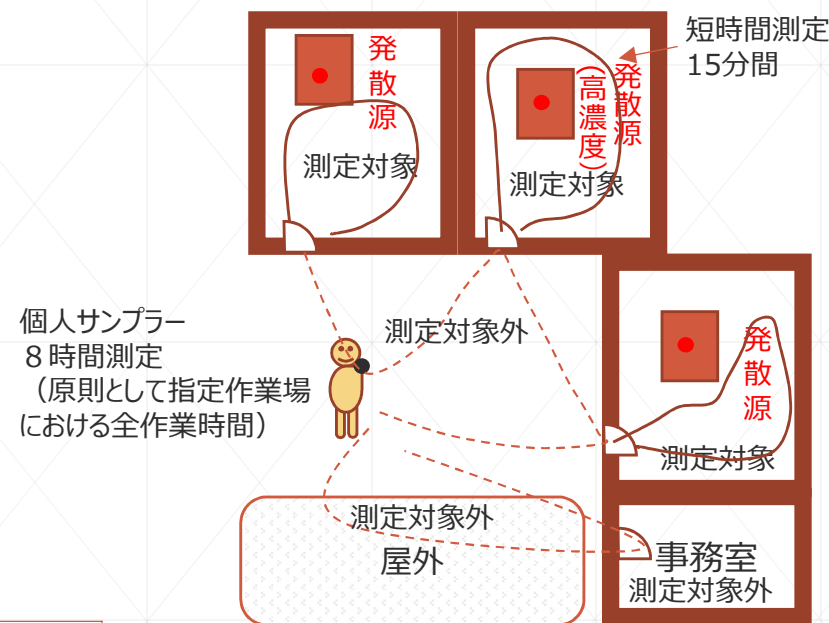 短時間測定
15分間
発散源
発散源
(高濃度)
測定対象
測定対象
個人サンプラー
８時間測定
（原則として指定作業場
における全作業時間）
測定対象外
発散源
測定対象
測定対象外
屋外
事務室
測定対象外